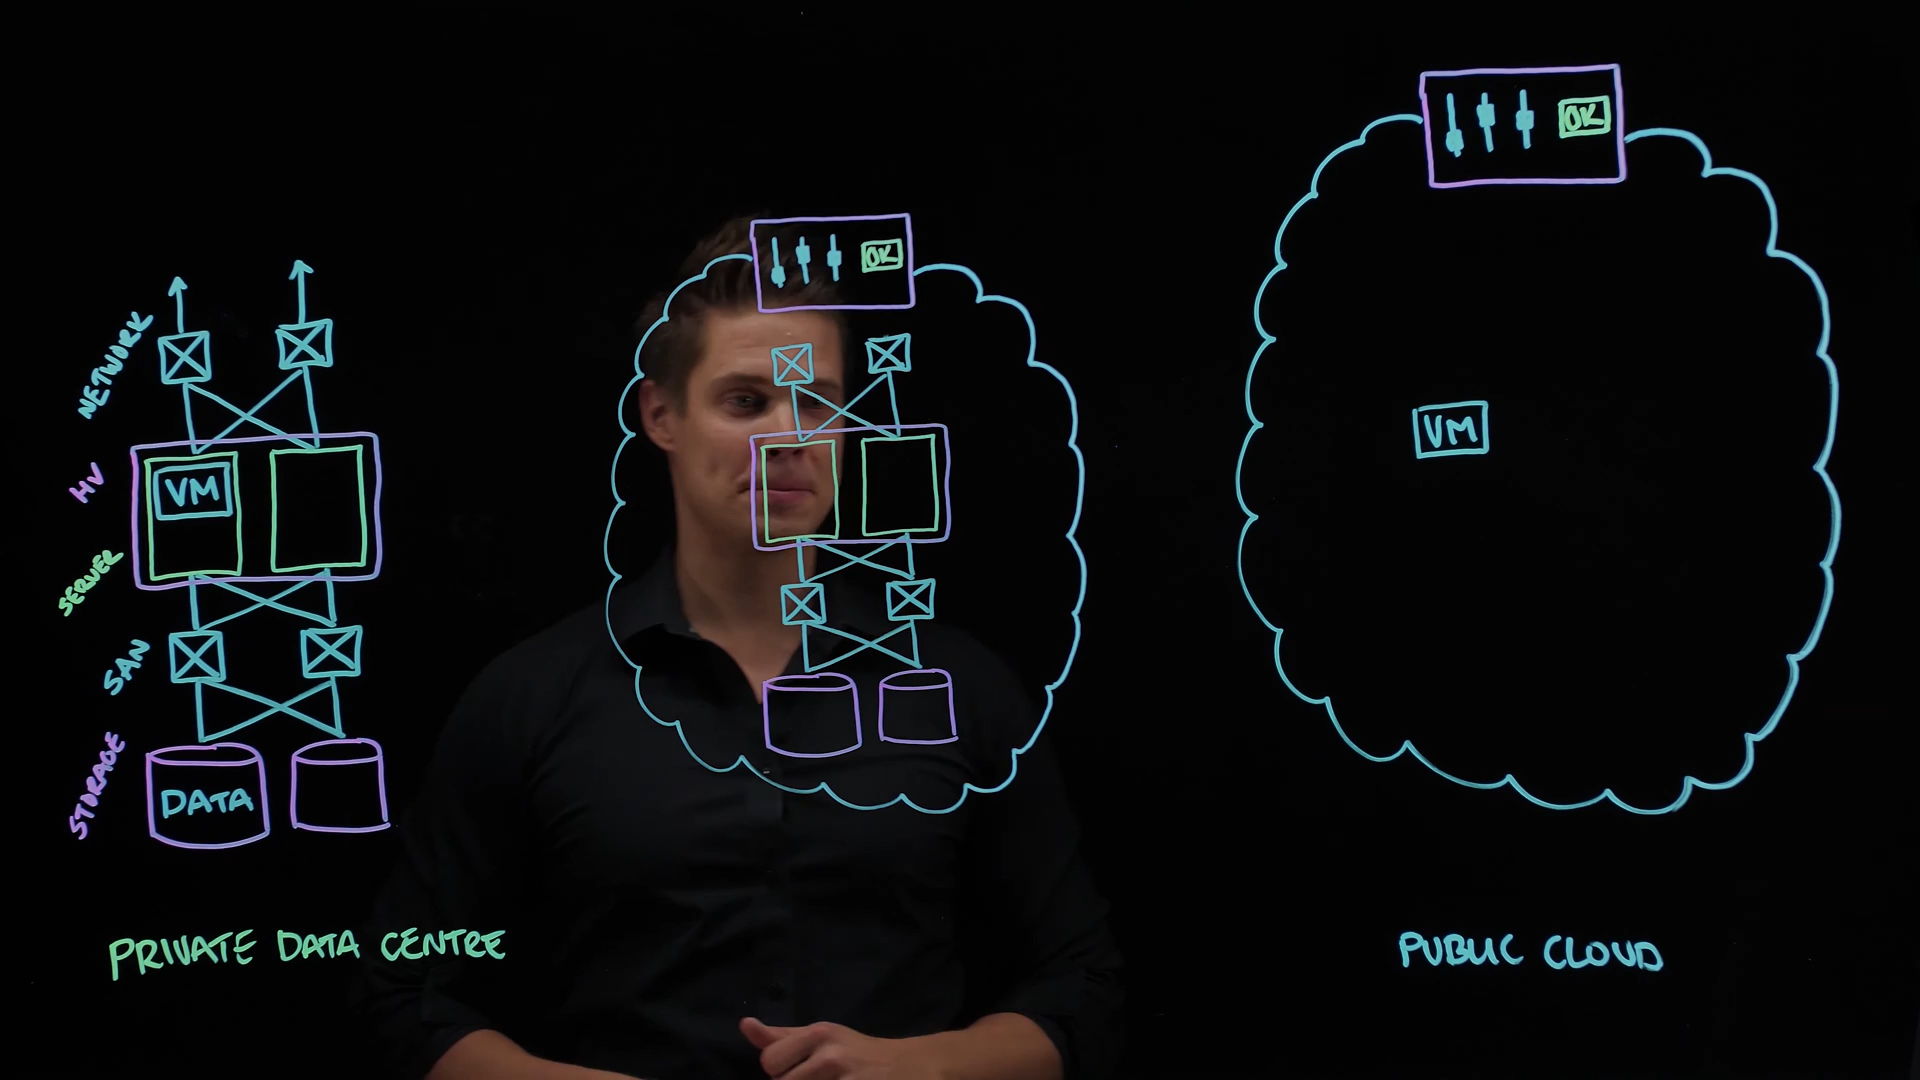 NETWORK
HV
SERVER
SAN
STORAGE
VM
DATA
PRIVATE DATA CENTRE
OK
OK
VM
PUBLIC CLOUD